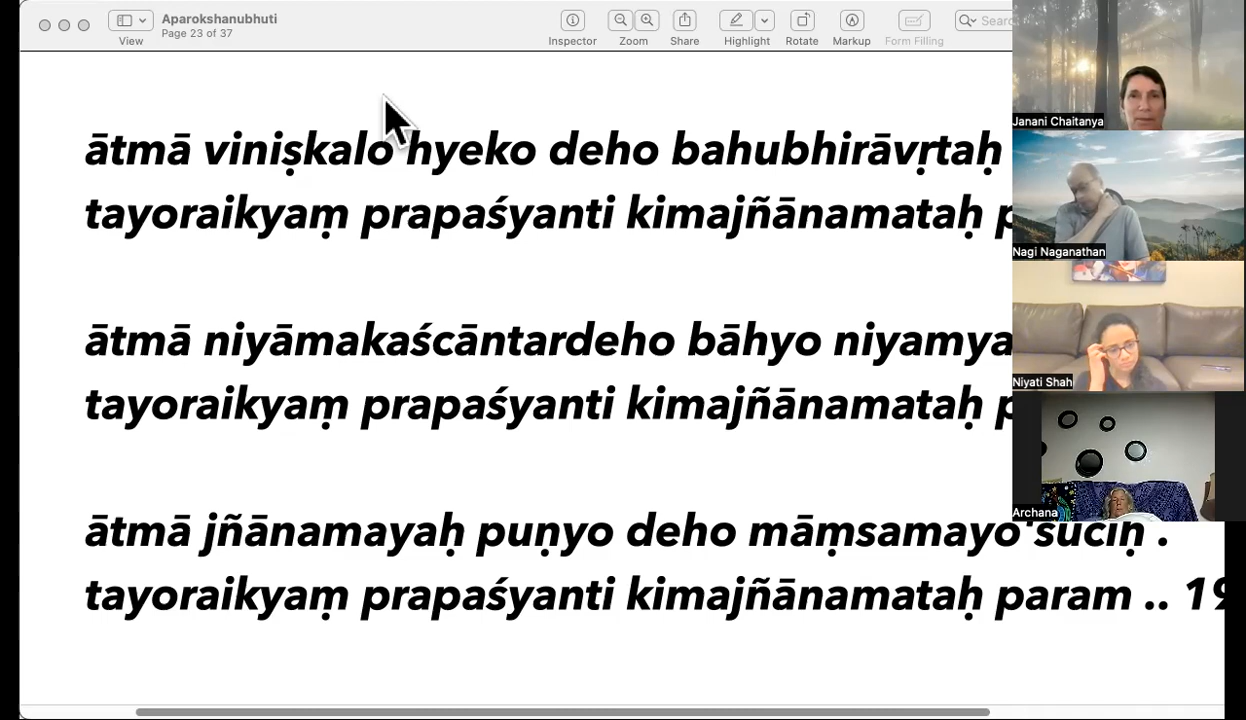 Aparokshanubhuti
Page 23 of 37
View
Inspector
Zoom
Share
Highlight
Rotate
Markup
Form Filling
Janani Chaitanya
Nagi Naganathan
Niyati Shah
Archana
ātmā viniṣkalo hyeko deho bahubhirāvṛtaḥ
tayoraikyaṃ prapaśyanti kimajñānamataḥ
ātmā niyāmakaścāntardeho bāhyo niyamya
tayoraikyaṃ prapaśyanti kimajñānamataḥ
ātmā jñānamayaḥ puṇyo deho māṃsamayo'śuciḥ .
tayoraikyaṃ prapaśyanti kimajñānamataḥ param .. 19